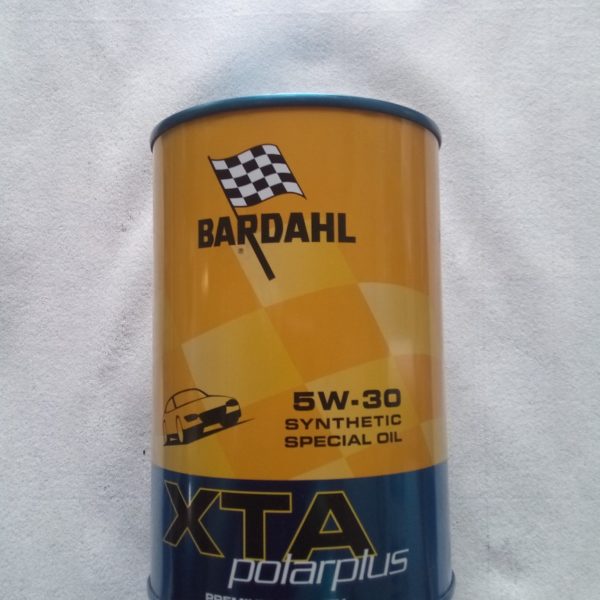 BARDAHL
®
5W-30
SYNTHETIC
SPECIAL OIL
XTA
polarplus